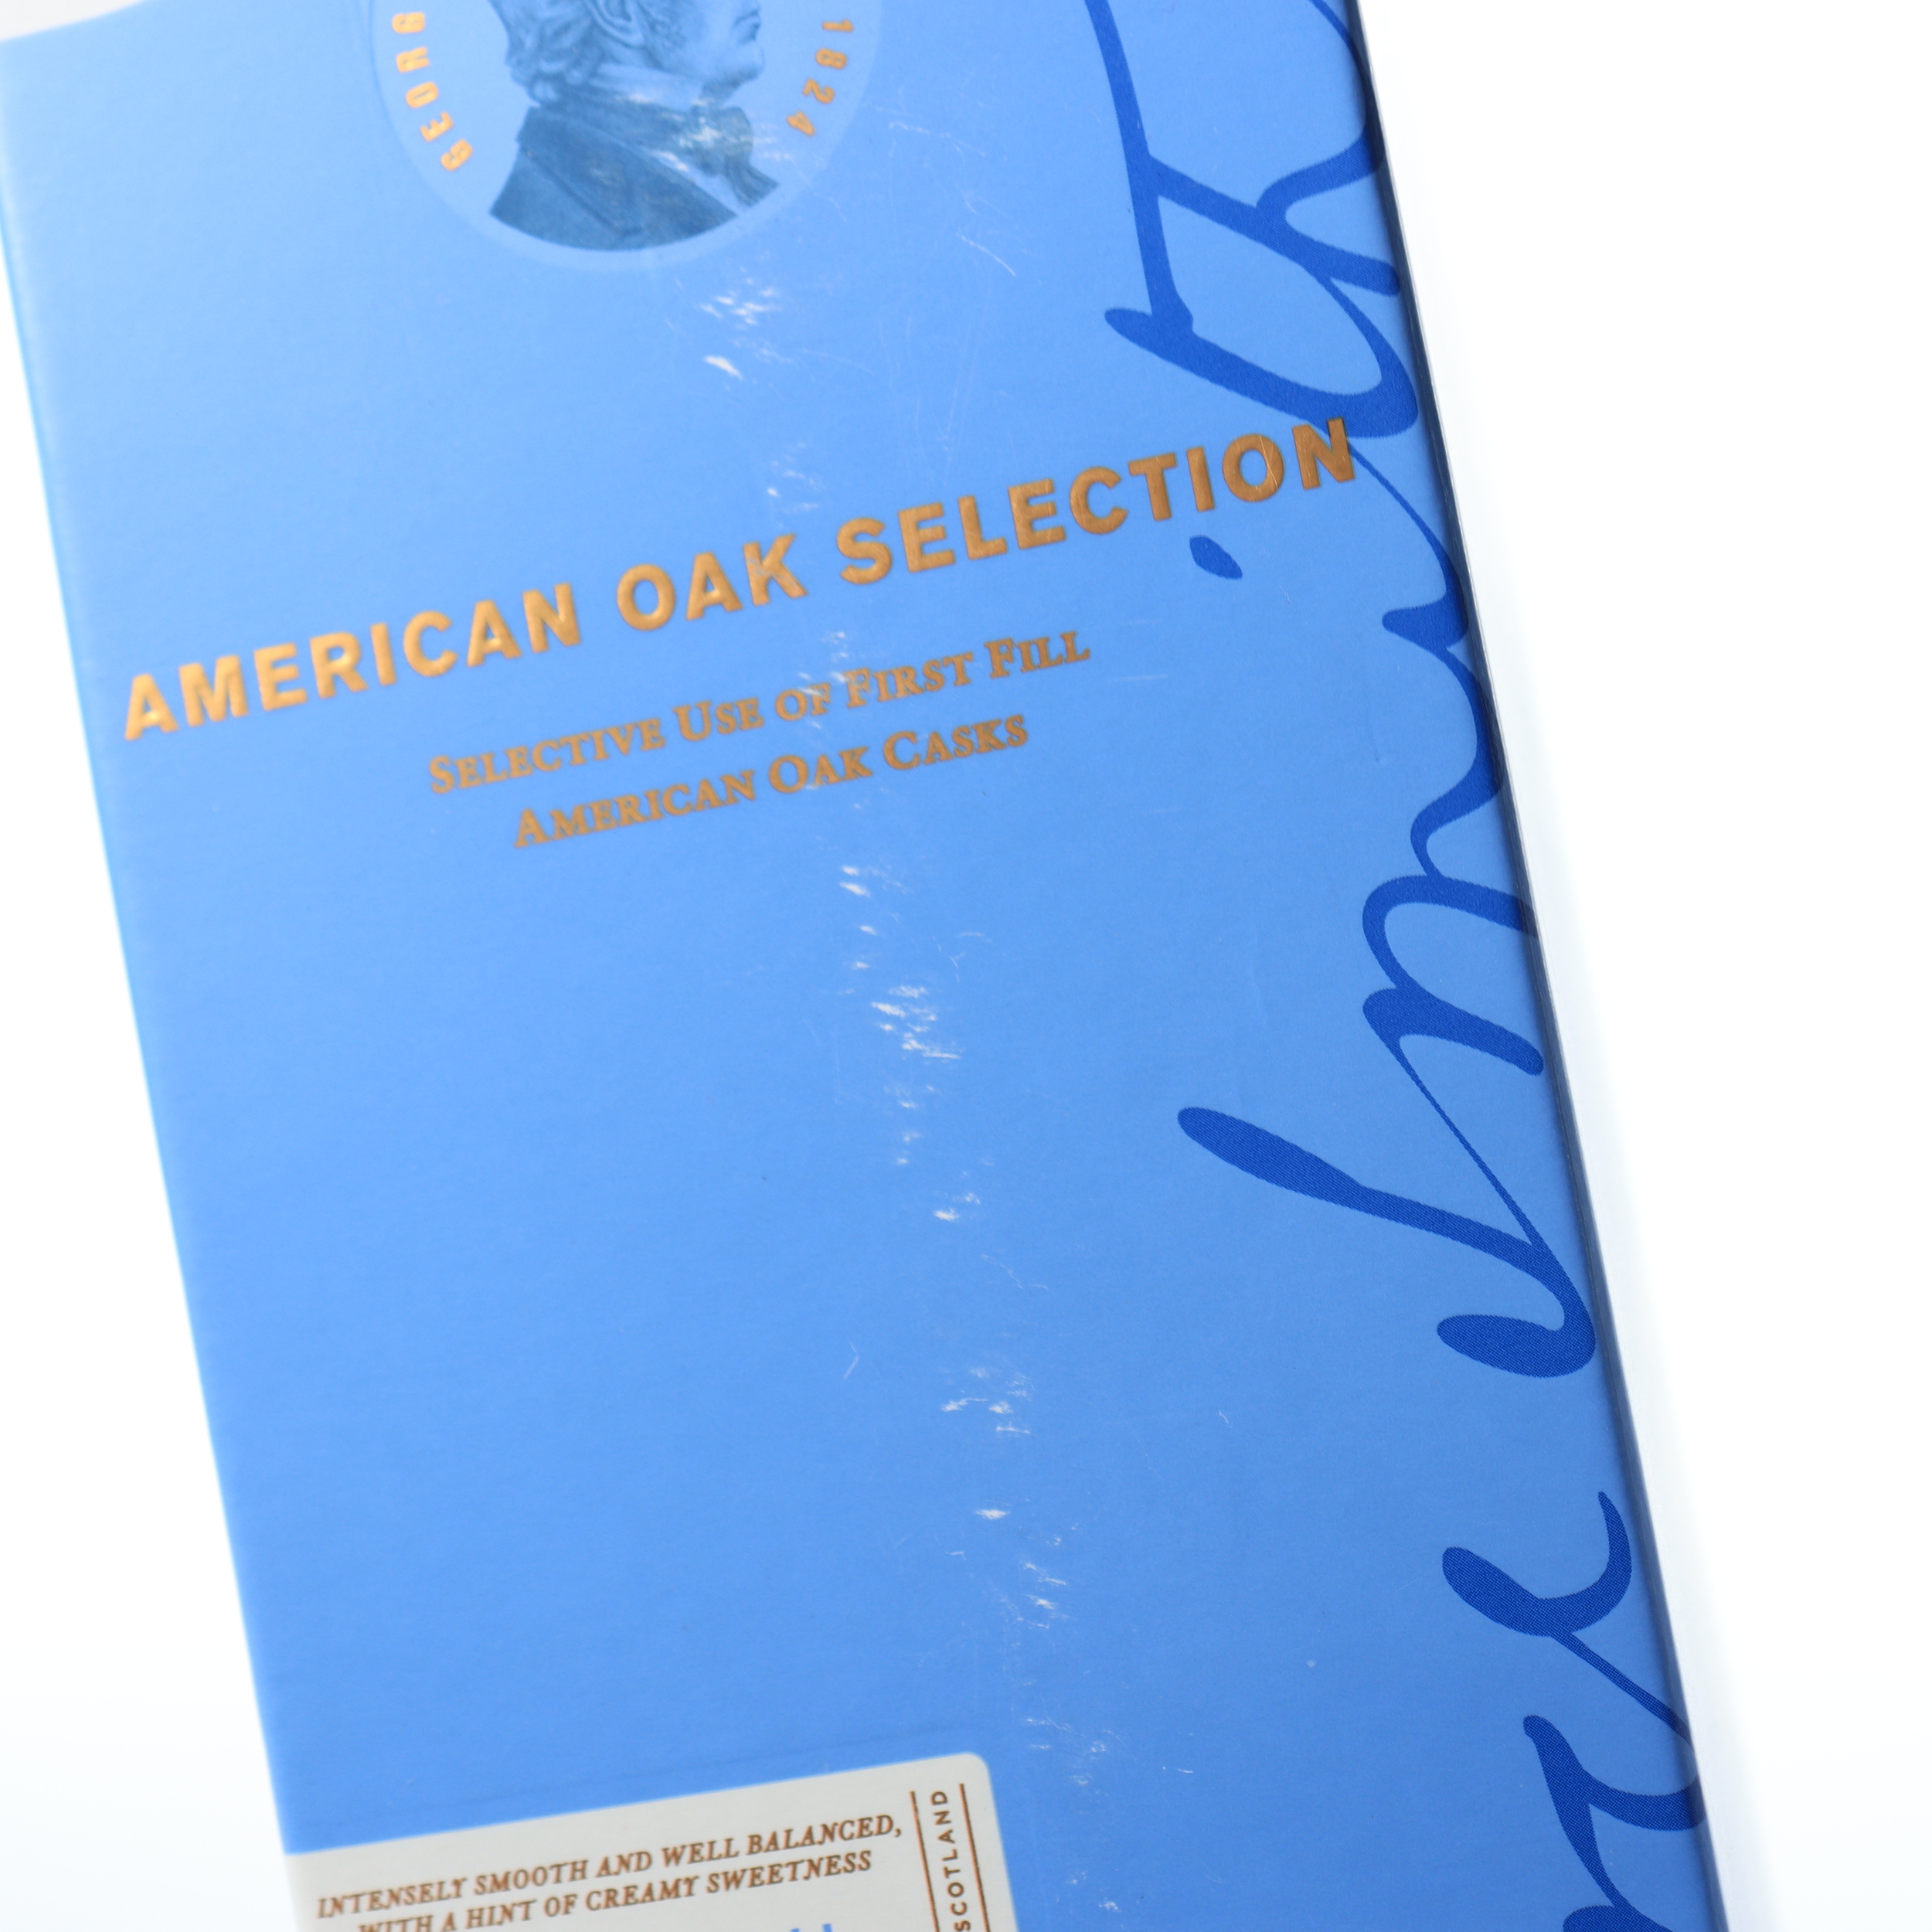 GEORG
1824
AMERICAN OAK SELECTION
SELECTIVE USE OF FIRST FILL
AMERICAN OAK CASKS
INTENSELY SMOOTH AND WELL BALANCED,
WITH A HINT OF CREAMY SWEETNESS
SCOTLAND